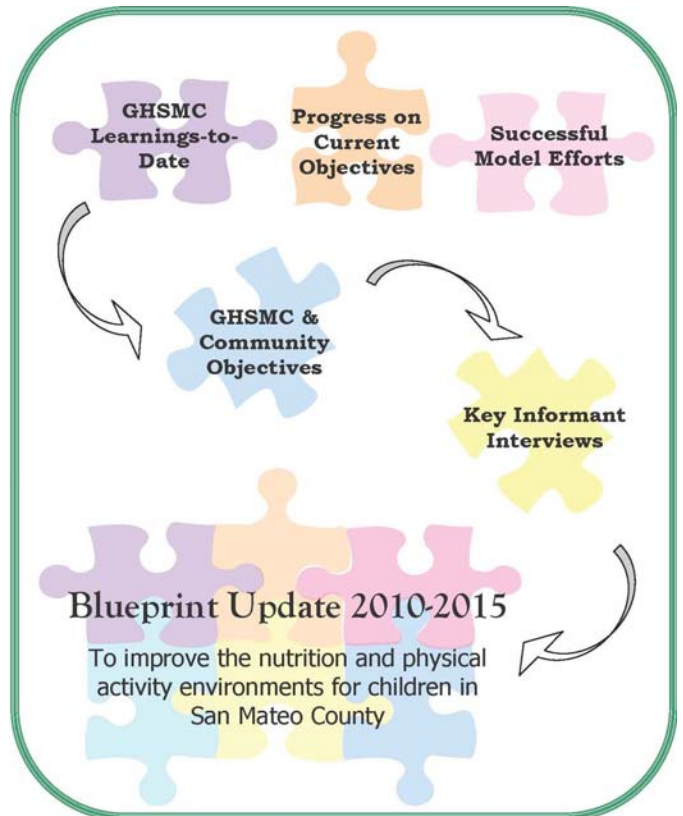 GHSMC
Learnings-to-
Date
Progress on
Current
Objectives
Successful
Model Efforts
GHSMC &
Community
Objectives
Key Informant
Interviews
Blueprint Update 2010-2015
To improve the nutrition and physical
activity environments for children in
San Mateo County